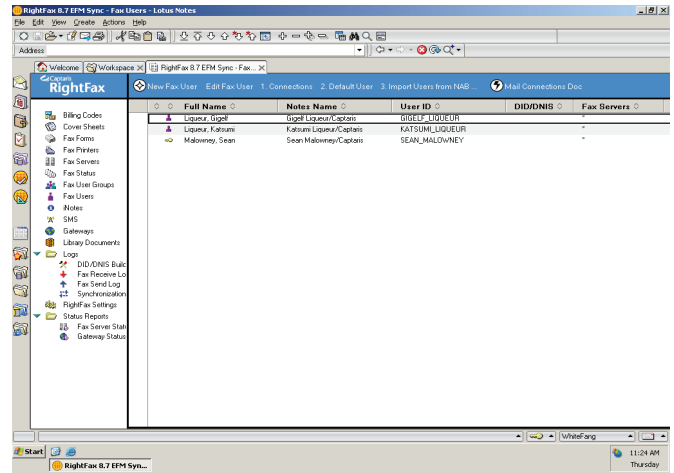 RightFax 8.7 EFM Sync - Fax Users - Lotus Notes
File Edit View Create Actions Help
Address
Welcome Workspace RightFax 8.7 EFM Sync - Fax...
Captaris
RightFax
New Fax User Edit Fax User 1. Connections 2. Default User 3. Import Users from NAB ... Mail Connections Doc
Full Name Notes Name User ID DID/DNIS Fax Servers
Liqueur, Gigelf Gigelf Liqueur/Captaris GIGELF_LIQUEUR *
Liqueur, Katsumi Katsumi Liqueur/Captaris KATSUMI_LIQUEUR *
Malowney, Sean Sean Malowney/Captaris SEAN_MALOWNEY *
Billing Codes
Cover Sheets
Fax Forms
Fax Printers
Fax Servers
Fax Status
Fax User Groups
Fax Users
iNotes
SMS
Gateways
Library Documents
Logs
DID/DNIS Builc
Fax Receive Lo
Fax Send Log
Synchronization
RightFax Settings
Status Reports
Fax Server Stat
Gateway Status
WhiteFang
Start
11:24 AM
RightFax 8.7 EFM Syn...
Thursday